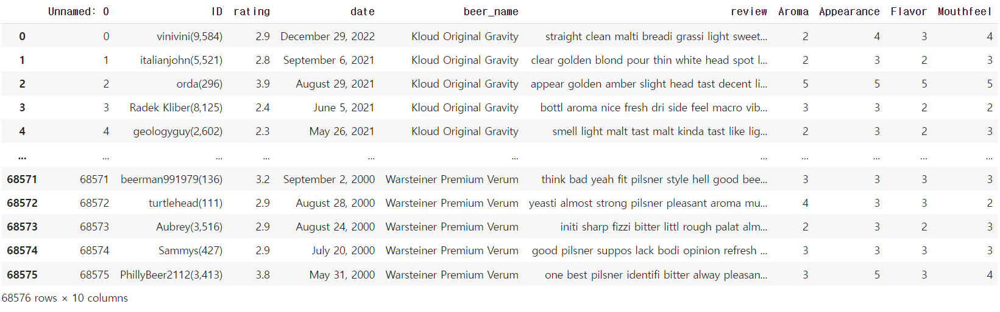 Unnamed: 0 ID rating date beer_name review Aroma Appearance Flavor Mouthfeel
0 0 vinivini(9,584) 2.9 December 29, 2022 Kloud Original Gravity straight clean malti breadi grassi light sweet... 2 4 3 4
1 1 italianjohn(5,521) 2.8 September 6, 2021 Kloud Original Gravity clear golden blond pour thin white head spot l... 2 3 2 3
2 2 orda(296) 3.9 August 29, 2021 Kloud Original Gravity appear golden amber slight head tast decent li... 5 5 5 5
3 3 Radek Kliber(8,125) 2.4 June 5, 2021 Kloud Original Gravity bottl aroma nice fresh dri side feel macro vib... 3 3 2 2
4 4 geologyguy(2,602) 2.3 May 26, 2021 Kloud Original Gravity smell light malt tast malt kinda tast like lig... 2 3 2 3
... ... ... ... ... ... ... ... ... ... ...
68571 68571 beerman991979(136) 3.2 September 2, 2000 Warsteiner Premium Verum think bad yeah fit pilsner style hell good bee... 3 3 3 3
68572 68572 turtlehead(111) 2.9 August 28, 2000 Warsteiner Premium Verum yeasti almost strong pilsner pleasant aroma mu... 4 3 3 2
68573 68573 Aubrey(3,516) 2.9 August 24, 2000 Warsteiner Premium Verum initi sharp fizzi bitter littl rough palat alm... 2 3 2 3
68574 68574 Sammys(427) 2.9 July 20, 2000 Warsteiner Premium Verum good pilsner suppos lack bodi opinion refresh ... 3 3 3 3
68575 68575 PhillyBeer2112(3,413) 3.8 May 31, 2000 Warsteiner Premium Verum one best pilsner identifi bitter alway pleasan... 3 5 3 4
68576 rows × 10 columns